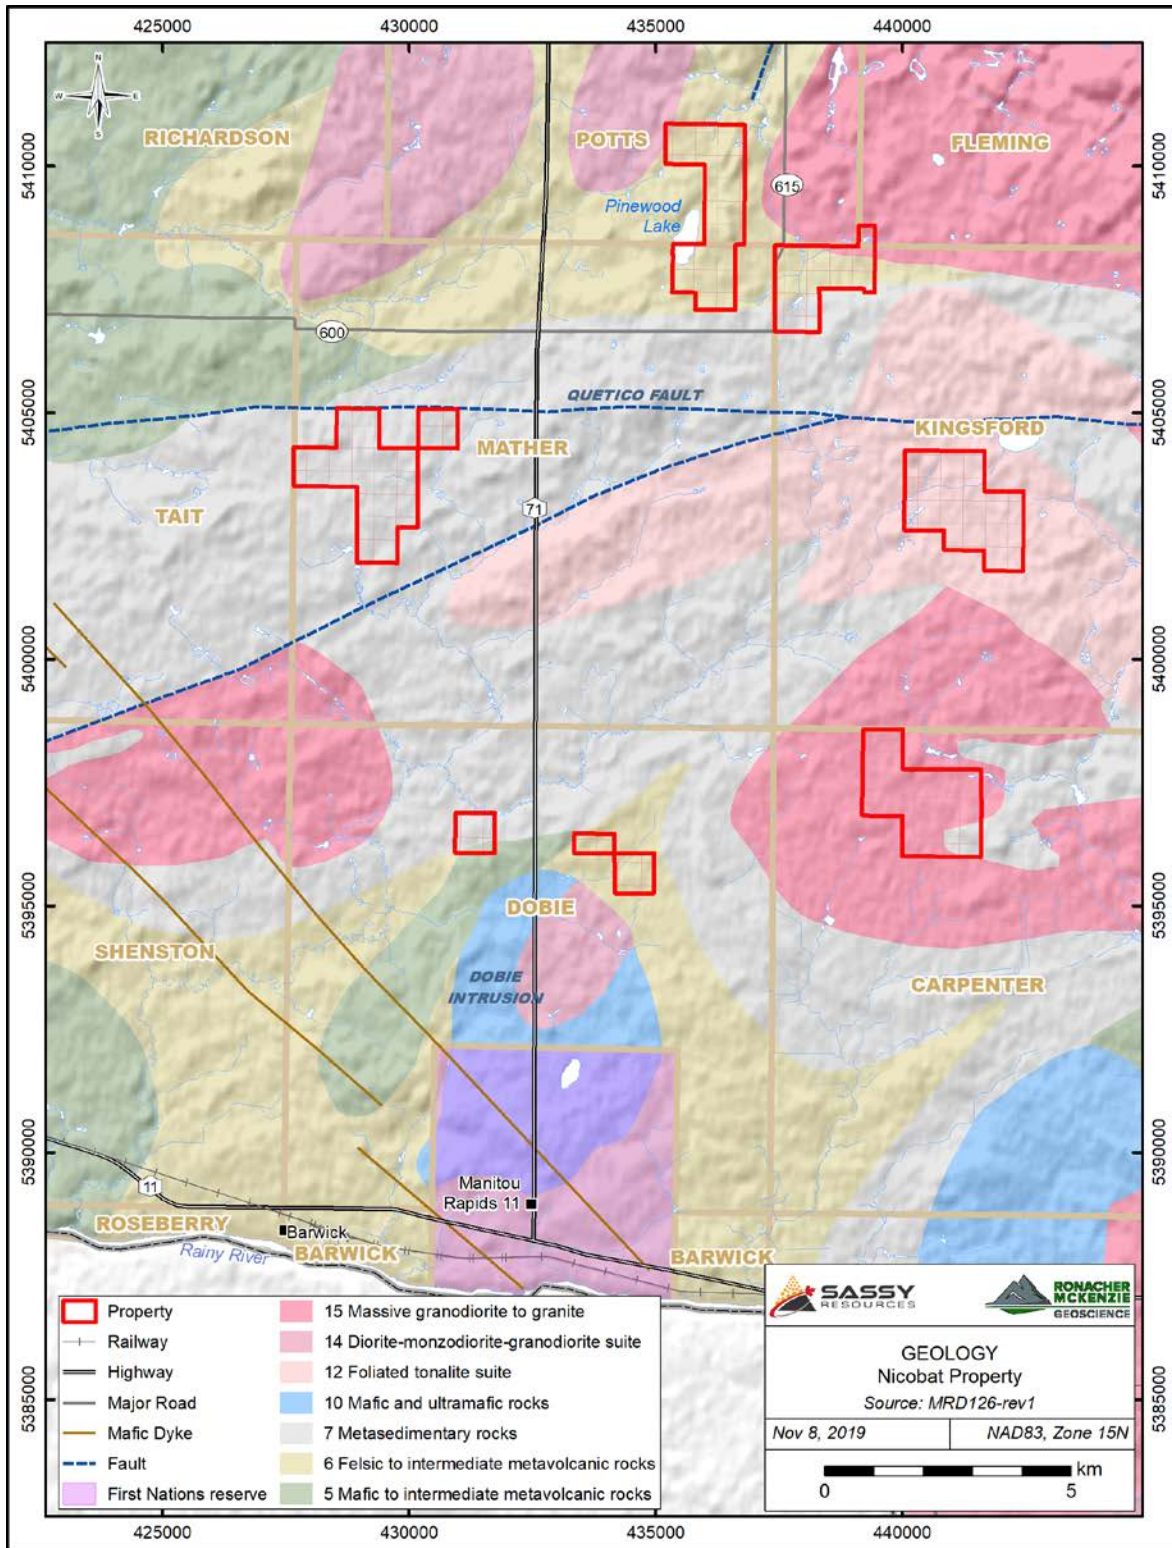 425000 430000 435000 440000
N
W E
S
RICHARDSON
POTTS
FLEMING
5410000
5410000
615
Pinewood
Lake
600
QUETICO FAULT
5405000
5405000
MATHER
KINGSFORD
TAIT
71
5400000
5400000
DOBIE
5395000
5395000
SHENSTON
DOBIE
INTRUSION
CARPENTER
5390000
5390000
Manitou
Rapids 11
11
ROSEBERRY
Barwick
BARWICK
BARWICK
Rainy River
5385000
5385000
Property
Railway
Highway
Major Road
Mafic Dyke
Fault
First Nations reserve
15 Massive granodiorite to granite
14 Diorite-monzodiorite-granodiorite suite
12 Foliated tonalite suite
10 Mafic and ultramafic rocks
7 Metasedimentary rocks
6 Felsic to intermediate metavolcanic rocks
5 Mafic to intermediate metavolcanic rocks
SASSY
RESOURCES
RONACHER
MCKENZIE
GEOSCIENCE
GEOLOGY
Nicobat Property
Source: MRD126-rev1
Nov 8, 2019 NAD83, Zone 15N
km
0 5
425000 430000 435000 440000